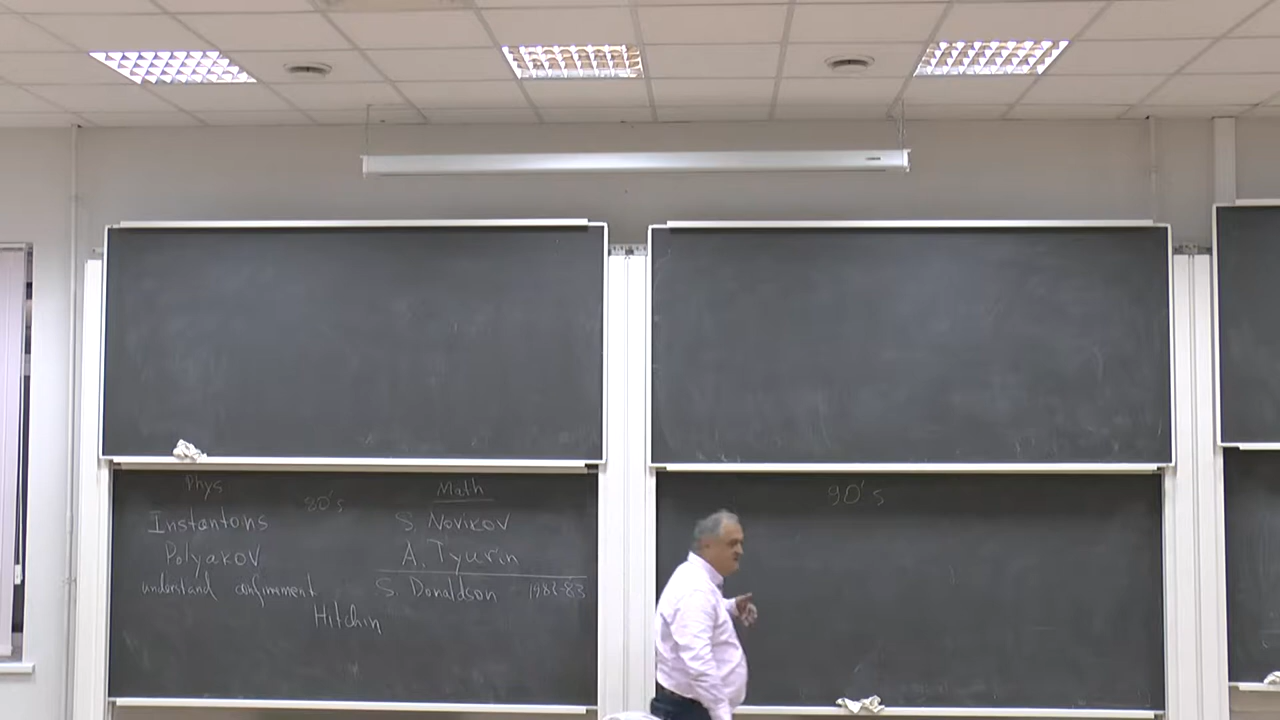 Phys
80's
Math
Instantons
S. Novikov
Polyakov
A. Tyurin
understand confinement
S. Donaldson 1982-83
Hitchin
90's